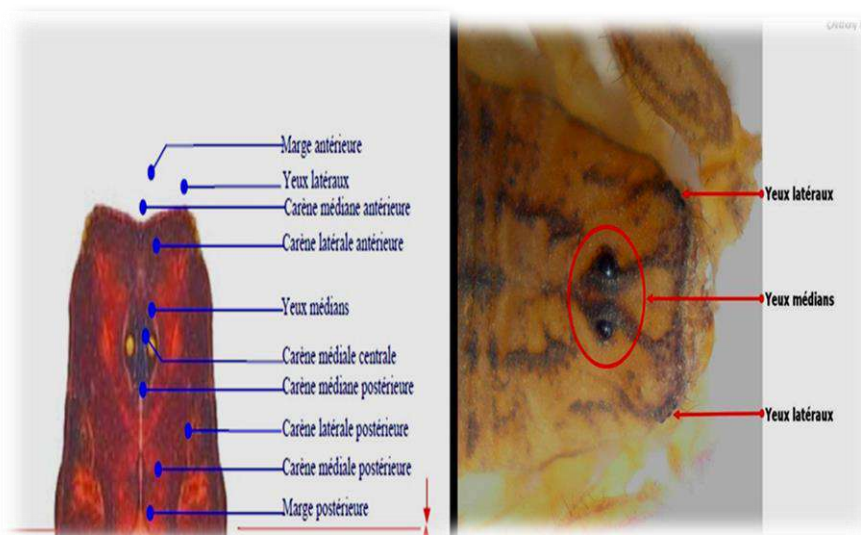 Marge antérieure
Yeux latéraux
Carène médiane antérieure
Carène latérale antérieure
Yeux médians
Carène médiale centrale
Carène médiane postérieure
Carène latérale postérieure
Carène médiale postérieure
Marge postérieure
Yeux latéraux
Yeux médians
Yeux latéraux